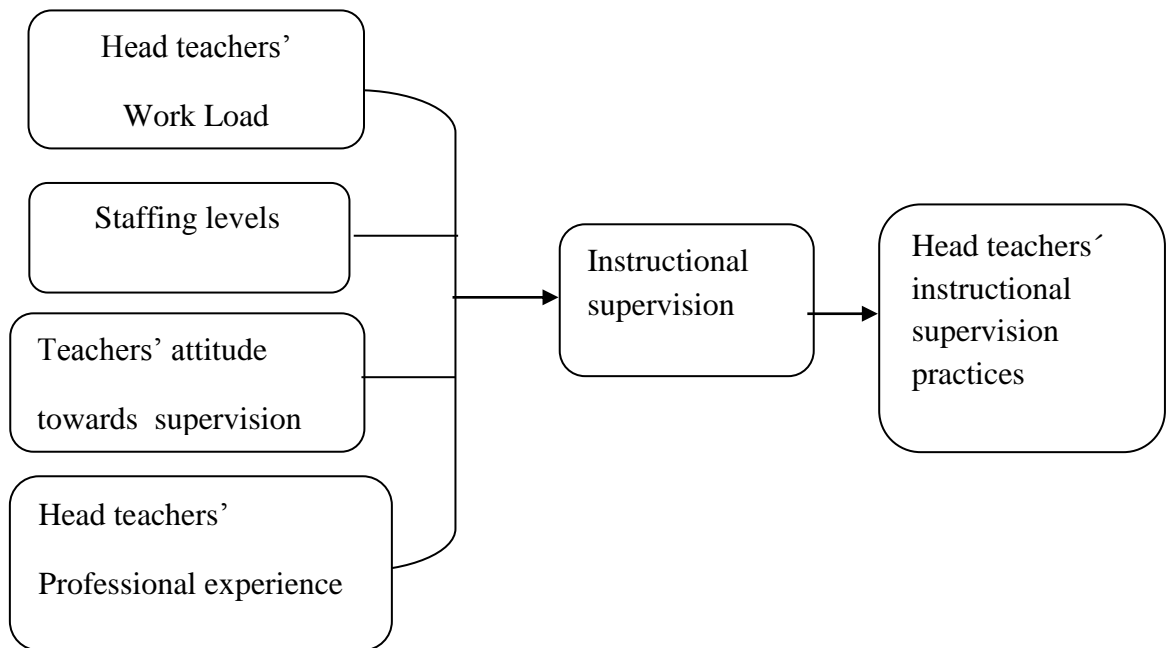 Head teachers’
Work Load
Staffing levels
Teachers’ attitude
towards supervision
Head teachers’
Professional experience
Instructional
supervision
Head teachers´
instructional
supervision
practices